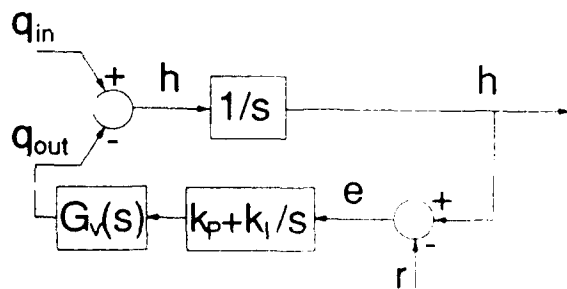 q_in
+
h
1/s
h
-
q_out
G_v(s)
k_P+k_I/s
e
+
-
r